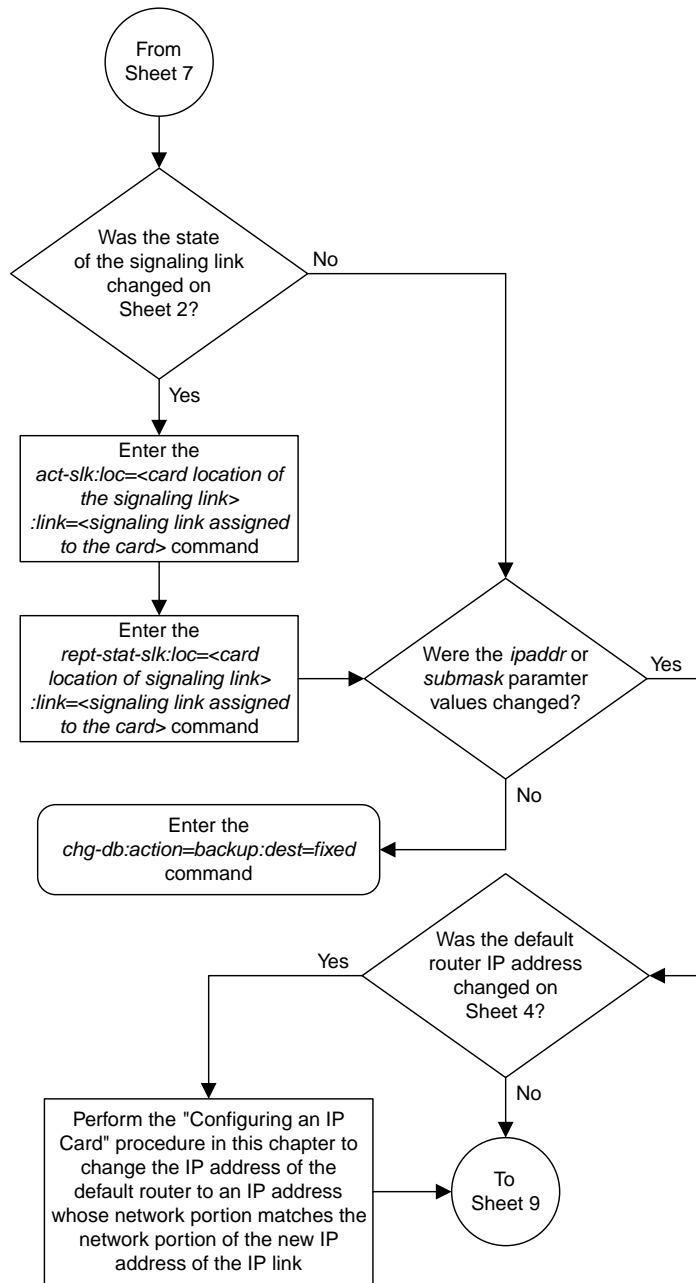 From
Sheet 7
Was the state
of the signaling link
changed on
Sheet 2?
No
Yes
Enter the
act-slk:loc=<card location of
the signaling link>
:link=<signaling link assigned
to the card> command
Enter the
rept-stat-slk:loc=<card
location of signaling link>
:link=<signaling link assigned
to the card> command
Were the ipaddr or
submask paramter
values changed?
Yes
No
Enter the
chg-db:action=backup:dest=fixed
command
Was the default
router IP address
changed on
Sheet 4?
Yes
No
Perform the "Configuring an IP
Card" procedure in this chapter to
change the IP address of the
default router to an IP address
whose network portion matches the
network portion of the new IP
address of the IP link
To
Sheet 9